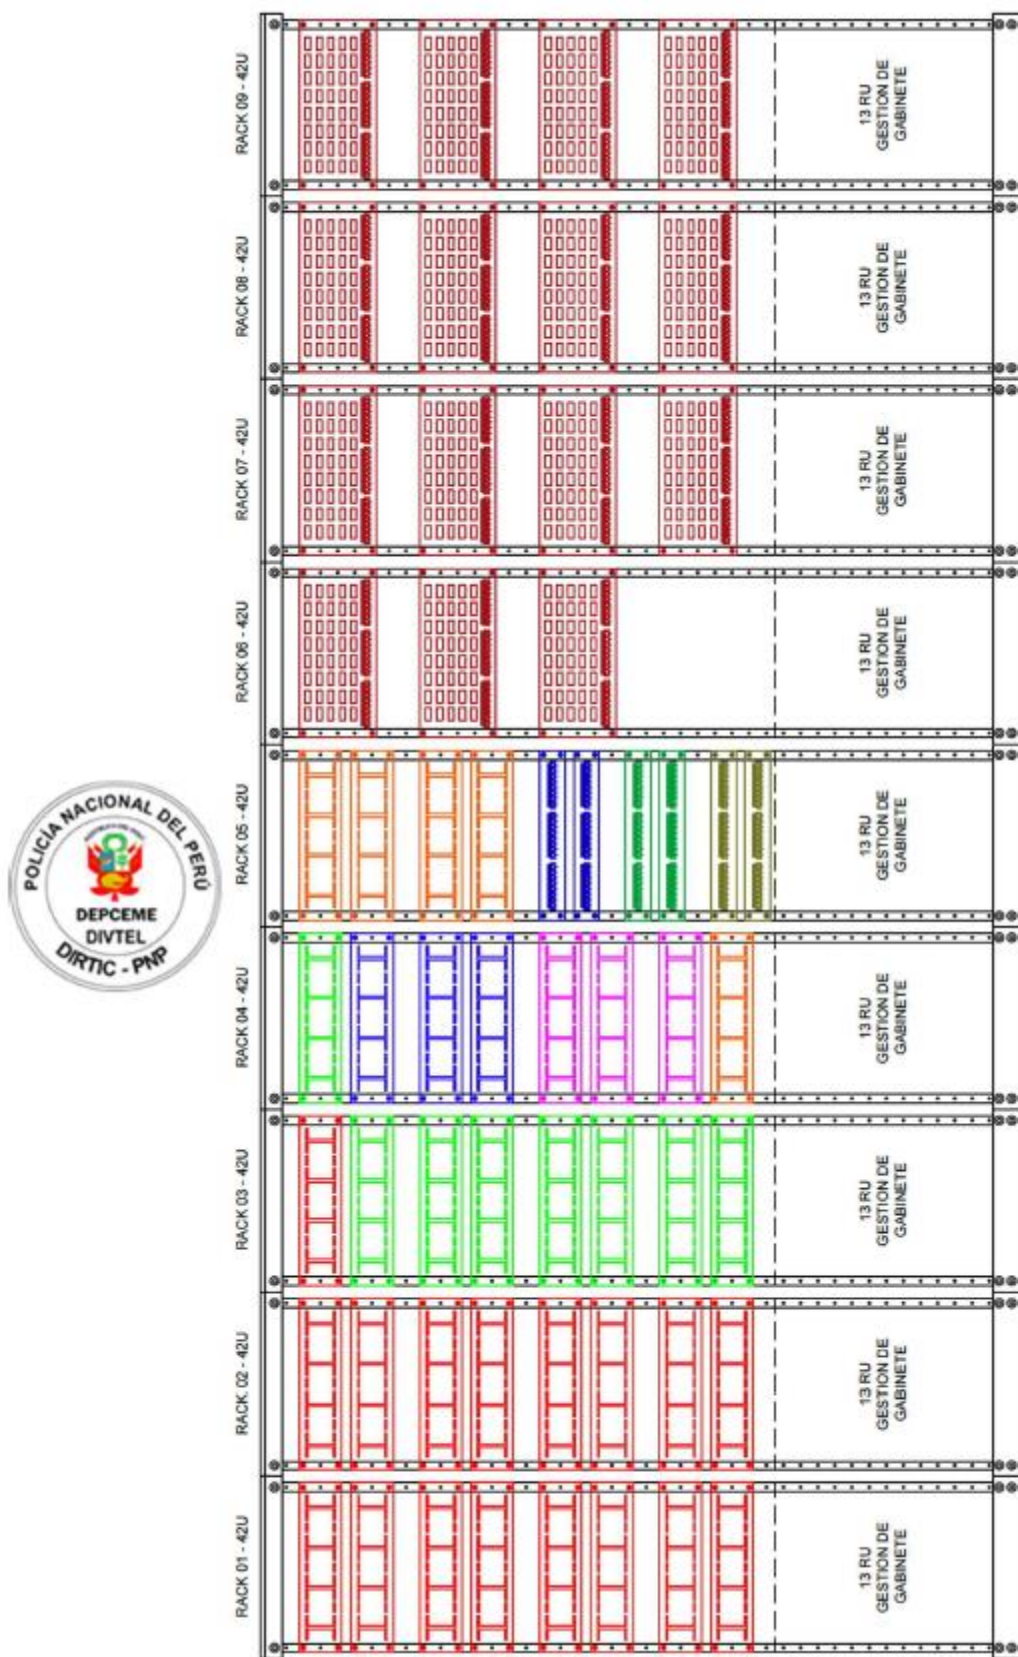 RACK 01 - 42U
RACK 02 - 42U
RACK 03 - 42U
RACK 04 - 42U
RACK 05 - 42U
RACK 06 - 42U
RACK 07 - 42U
RACK 08 - 42U
RACK 09 - 42U
13 RU
GESTION DE
GABINETE
13 RU
GESTION DE
GABINETE
13 RU
GESTION DE
GABINETE
13 RU
GESTION DE
GABINETE
13 RU
GESTION DE
GABINETE
13 RU
GESTION DE
GABINETE
13 RU
GESTION DE
GABINETE
13 RU
GESTION DE
GABINETE
13 RU
GESTION DE
GABINETE
POLICÍA NACIONAL DEL PERÚ
DEPCEME
DIVTEL
DIRTIC - PNP